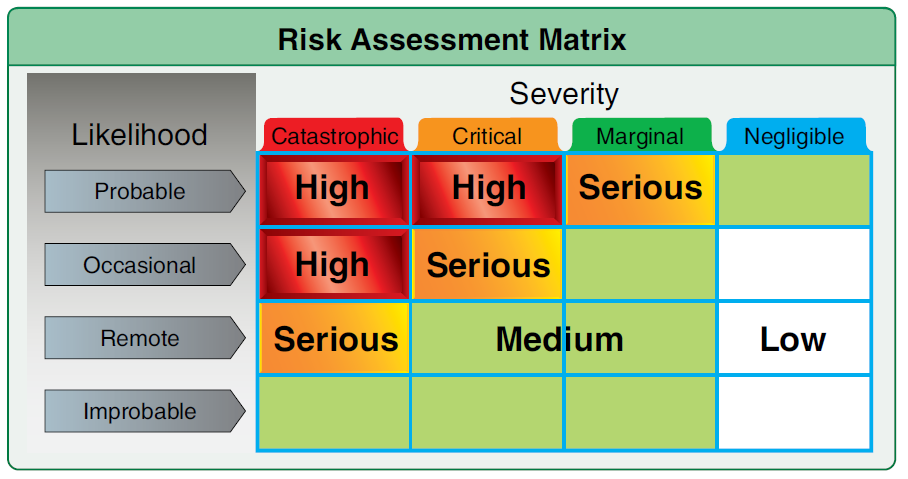 Risk Assessment Matrix
Severity
Likelihood
Catastrophic Critical Marginal Negligible
Probable High High Serious
Occasional High Serious
Remote Serious Medium Low
Improbable